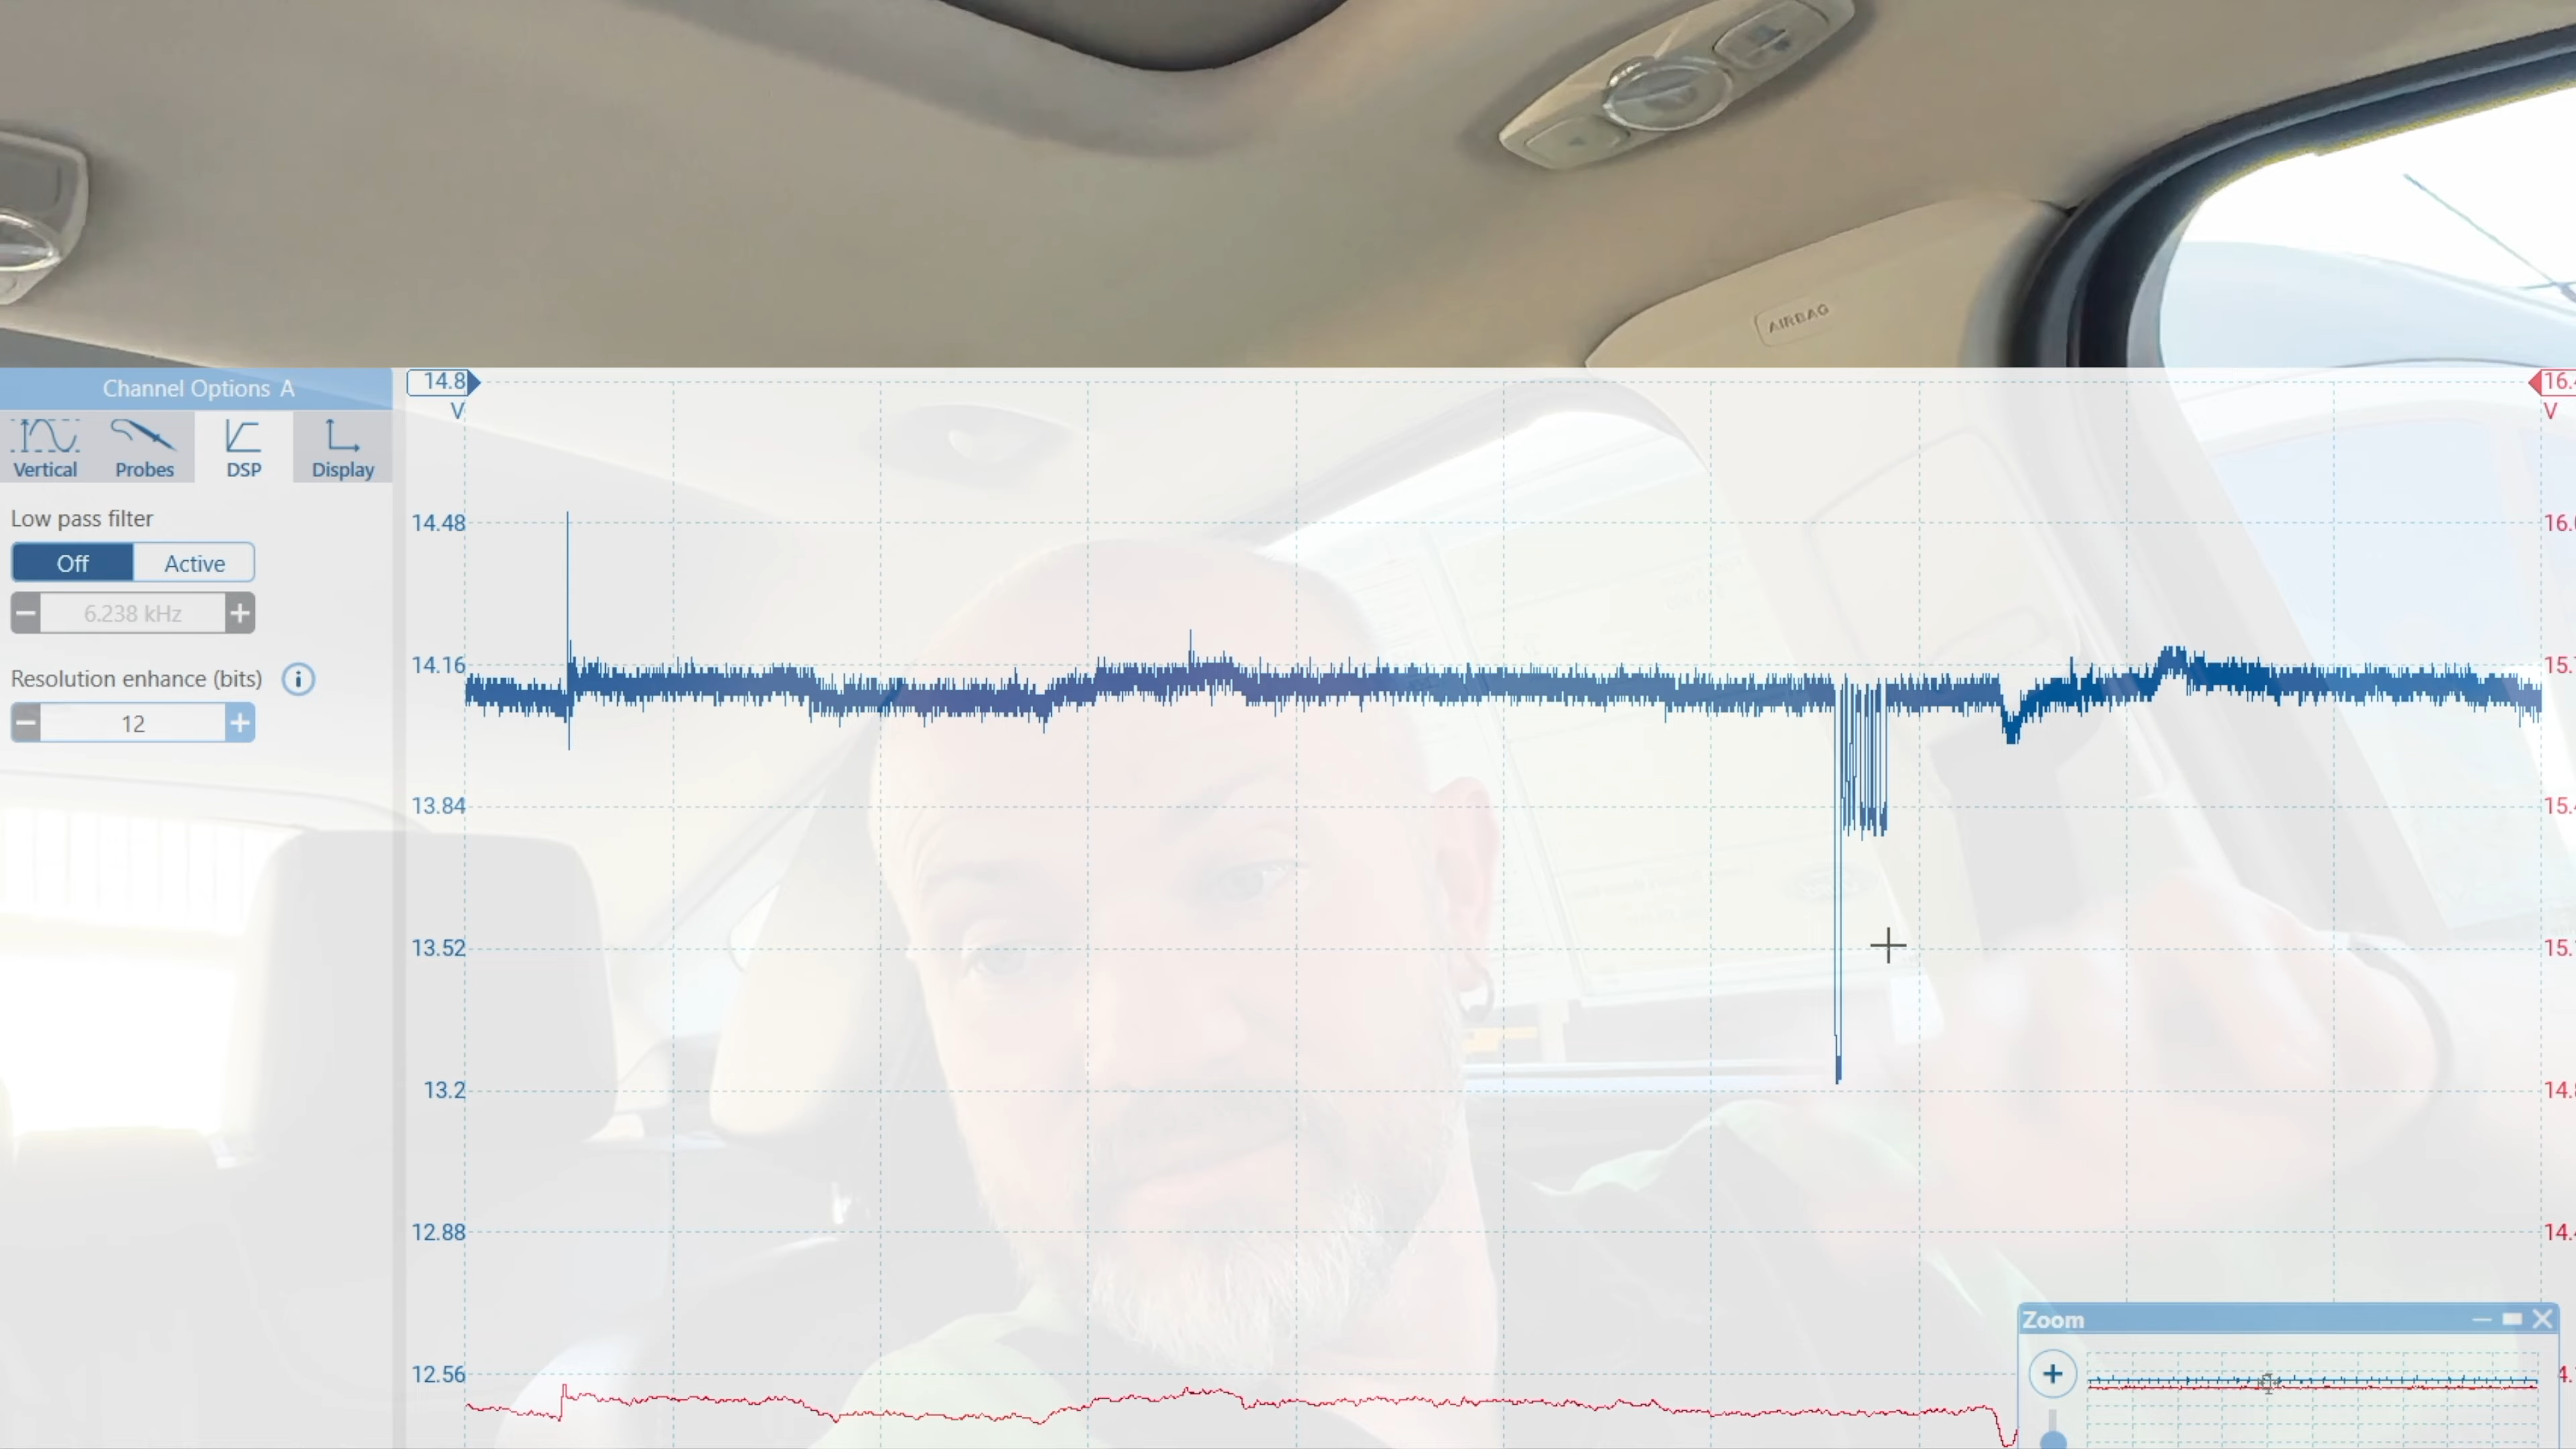 AIRBAG
Channel Options A
Vertical
Probes
DSP
Display
Low pass filter
Off
Active
6.238 kHz
Resolution enhance (bits)
12
14.8
V
14.48
14.16
13.84
13.52
13.2
12.88
12.56
V
Zoom